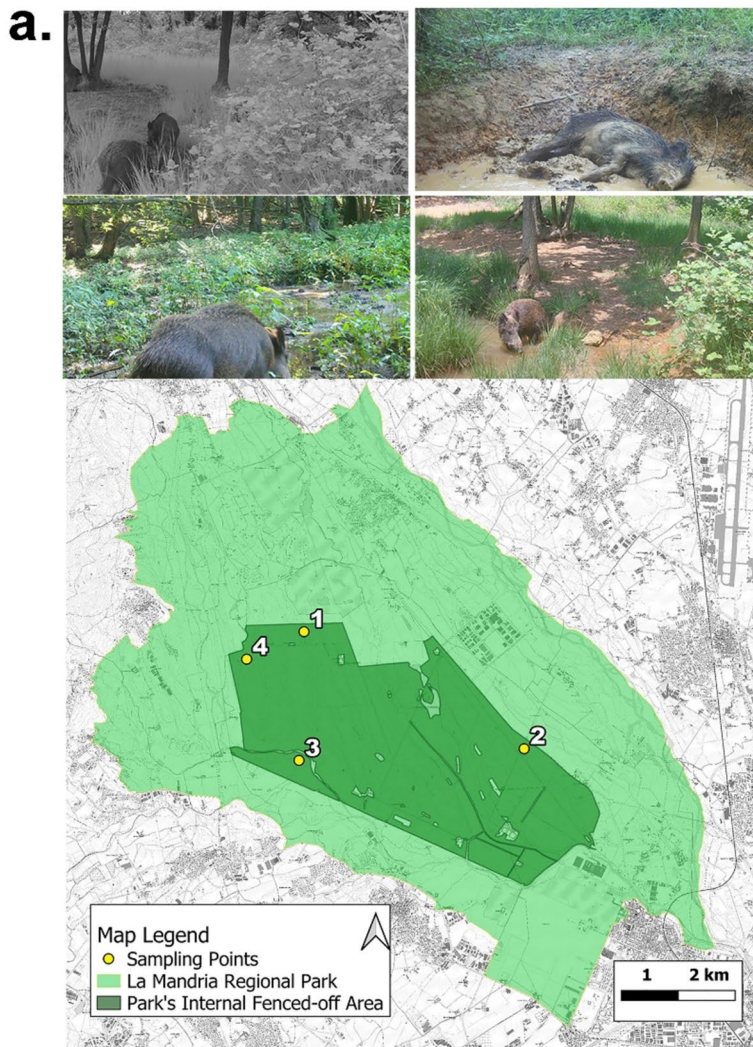 a.
1
4
2
3
Map Legend
Sampling Points
La Mandria Regional Park
Park's Internal Fenced-off Area
1 2 km